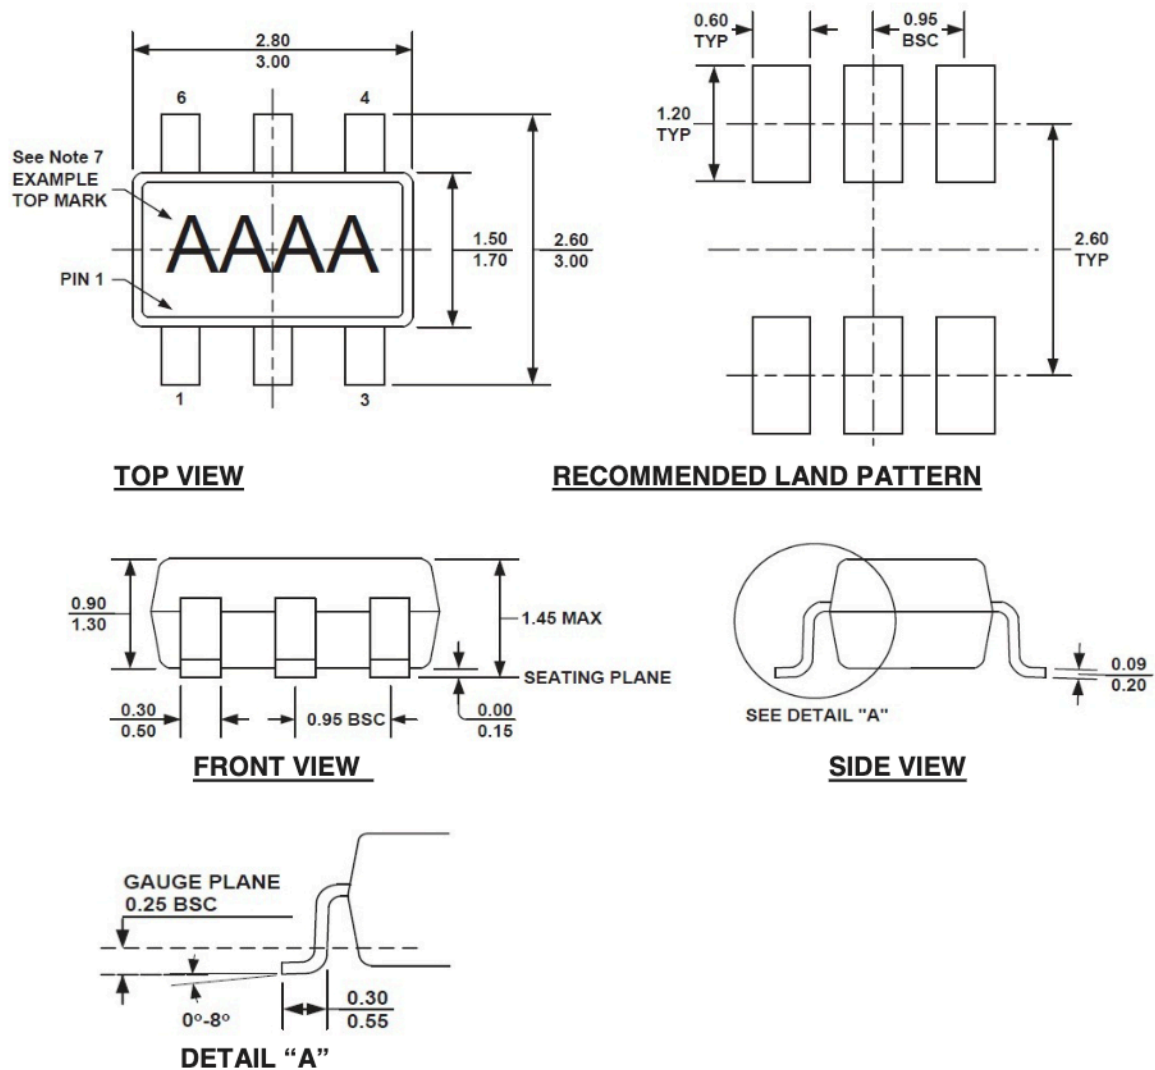 2.80
3.00
6
4
See Note 7
EXAMPLE
TOP MARK
AAAA
PIN 1
1.50
1.70
2.60
3.00
1
3
TOP VIEW
0.60
TYP
0.95
BSC
1.20
TYP
2.60
TYP
RECOMMENDED LAND PATTERN
0.90
1.30
1.45 MAX
SEATING PLANE
0.30
0.50
0.95 BSC
0.00
0.15
FRONT VIEW
0.09
0.20
SEE DETAIL "A"
SIDE VIEW
GAUGE PLANE
0.25 BSC
0°-8°
0.30
0.55
DETAIL “A”